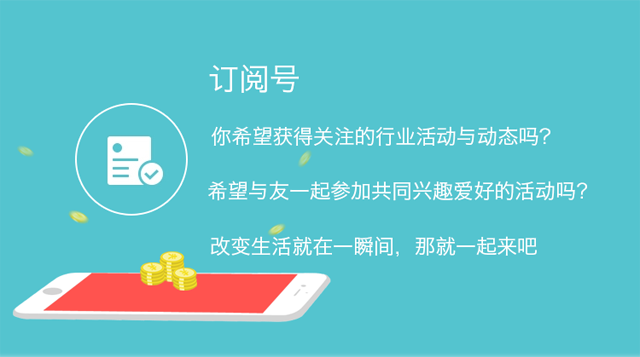 订阅号
你希望获得关注的行业活动与动态吗?
希望与友一起参加共同兴趣爱好的活动吗?
改变生活就在一瞬间，那就一起来吧